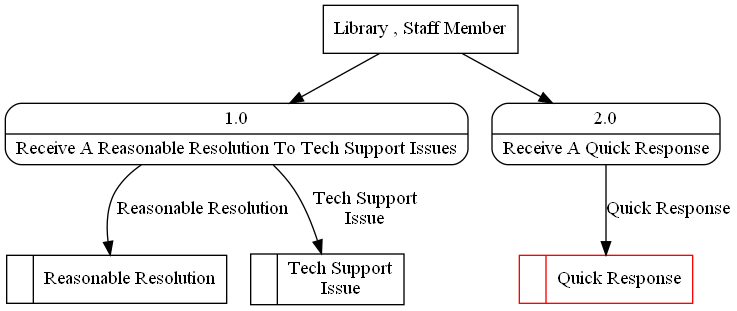 Library , Staff Member
1.0
Receive A Reasonable Resolution To Tech Support Issues
2.0
Receive A Quick Response
Reasonable Resolution
Tech Support
Issue
Quick Response
Reasonable Resolution
Tech Support
Issue
Quick Response